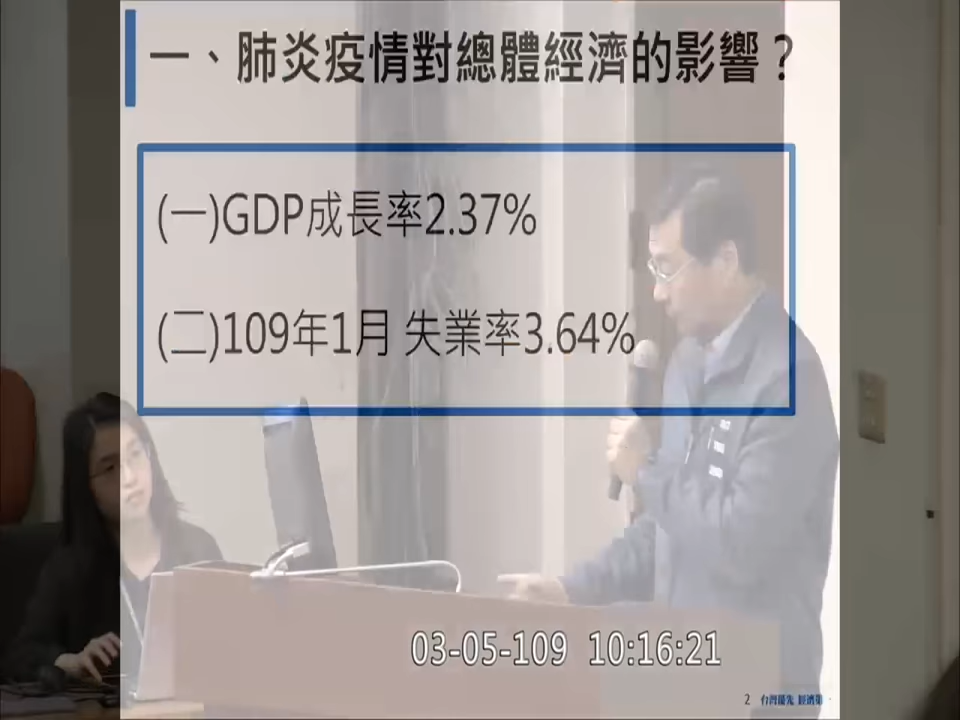 一、肺炎疫情對總體經濟的影響？
(一)GDP成長率2.37%
(二)109年1月 失業率3.64%
03-05-109 10:16:21
2 台灣優先 經濟第一